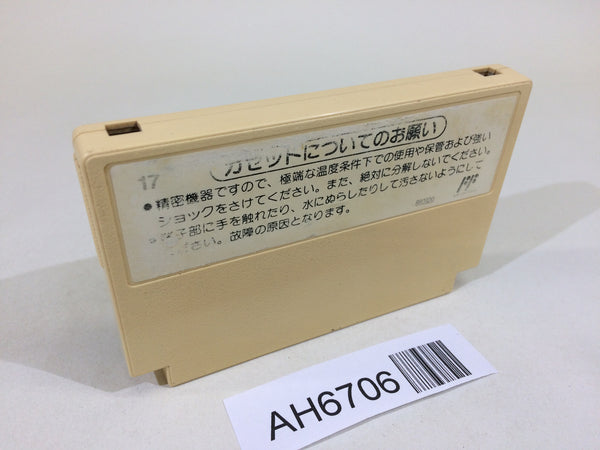 17
カセットについてのお願い
●精密機器ですので、極端な温度条件下での使用や保管および強い
ショックをさけてください。また、絶対に分解しないでください。
子部に手を触れたり、水にぬらしたりして汚さないようにして
ださい。故障の原因となります。
AH6706